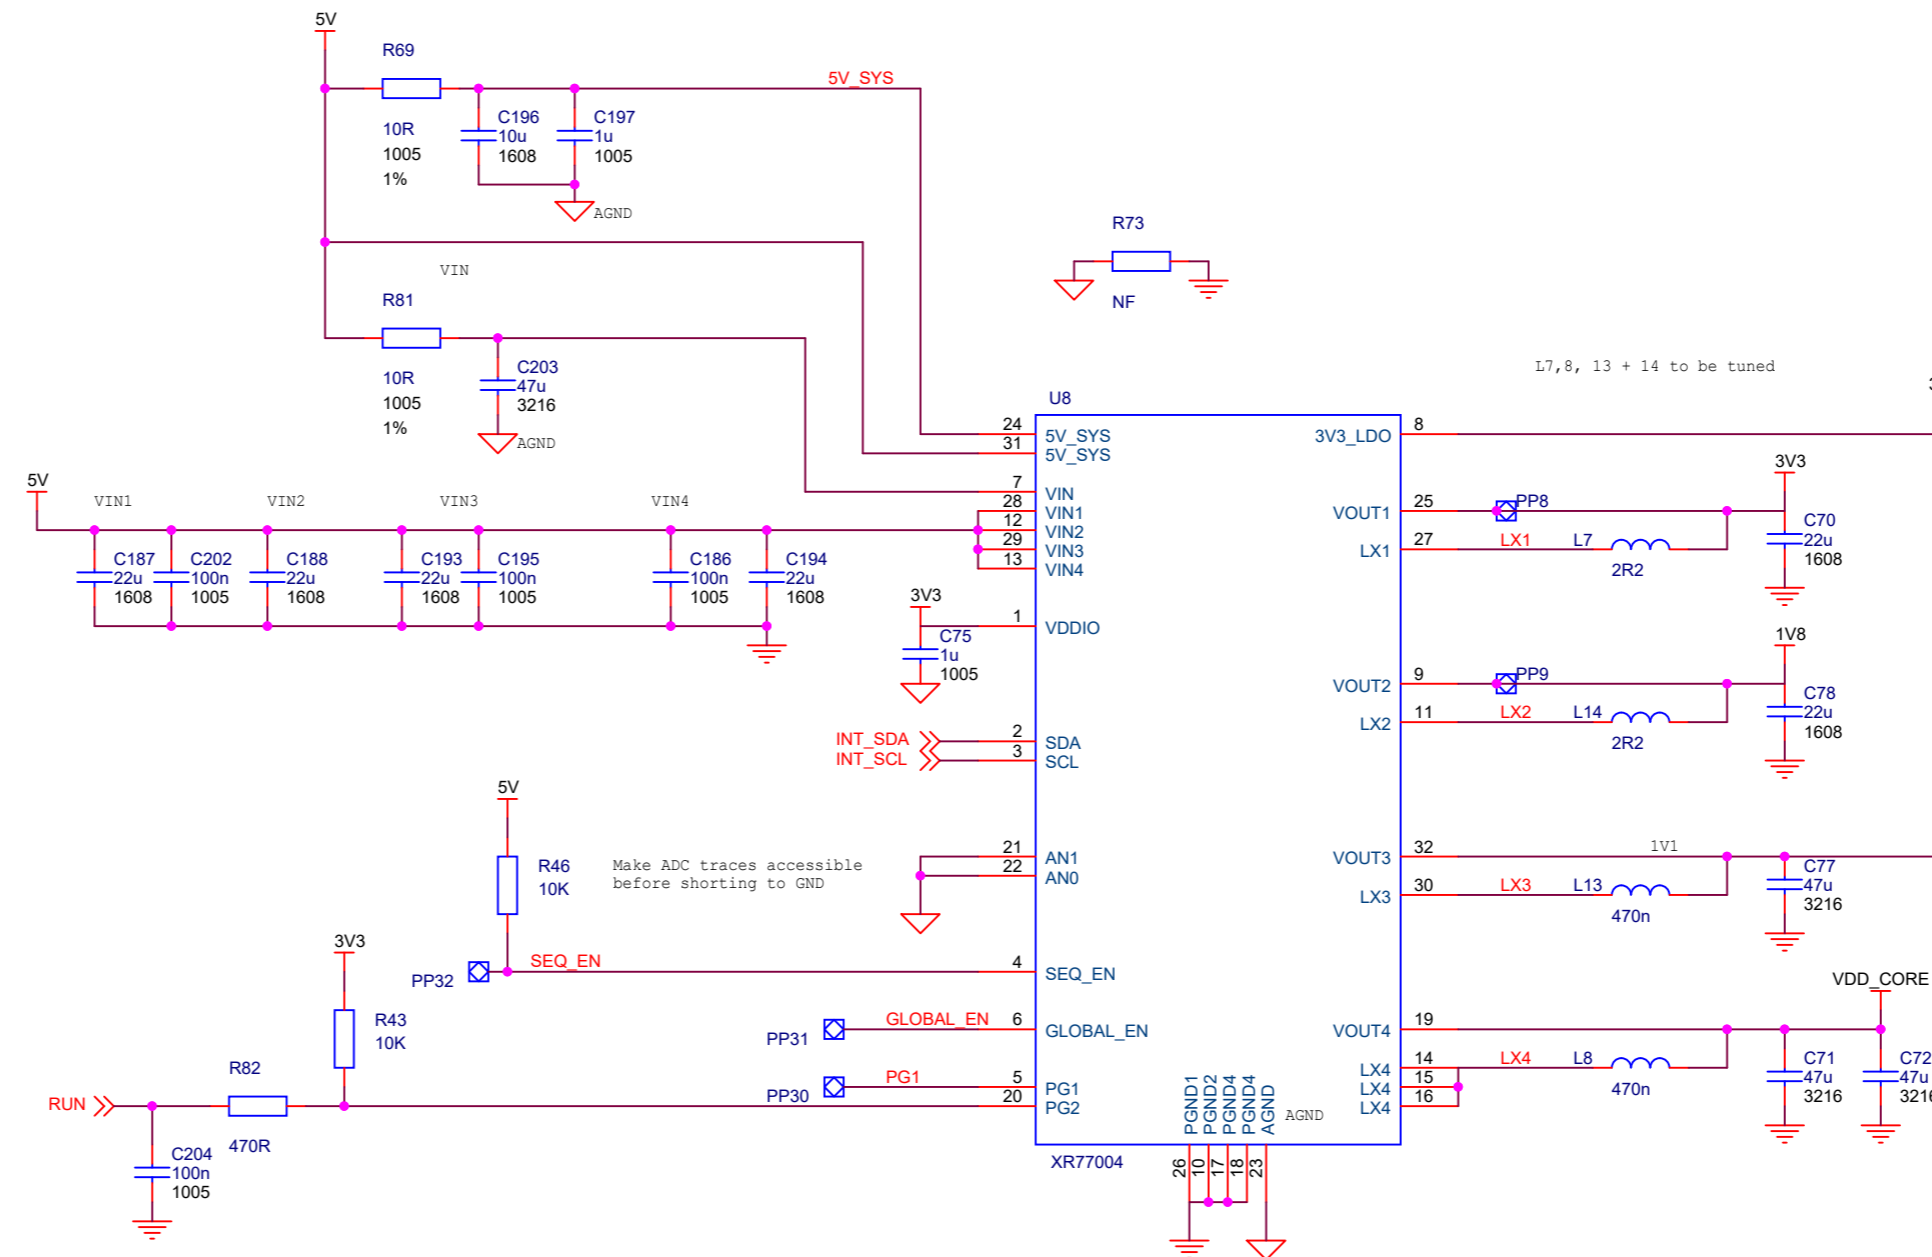 5V
R69
10R
1005
1%
C196
10u
1608
C197
1u
1005
AGND
5V_SYS
VIN
R81
10R
1005
1%
C203
47u
3216
AGND
R73
NF
L7,8, 13 + 14 to be tuned
5V
VIN1
VIN2
VIN3
VIN4
C187
22u
1608
C202
100n
1005
C188
22u
1608
C193
22u
1608
C195
100n
1005
C186
100n
1005
C194
22u
1608
3V3
C75
1u
1005
INT_SDA
INT_SCL
5V
R46
10K
Make ADC traces accessible
before shorting to GND
PP32
SEQ_EN
3V3
R43
10K
PP31
GLOBAL_EN
PP30
PG1
RUN
R82
470R
C204
100n
1005
U8
24
5V_SYS
31
5V_SYS
7
VIN
28
VIN1
12
VIN2
29
VIN3
13
VIN4
1
VDDIO
2
SDA
3
SCL
21
AN1
22
AN0
4
SEQ_EN
6
GLOBAL_EN
5
PG1
20
PG2
3V3_LDO
8
VOUT1
25
LX1
27
VOUT2
9
LX2
11
VOUT3
32
LX3
30
VOUT4
19
LX4
14
LX4
15
LX4
16
PGND1
PGND2
PGND4
PGND4
AGND
AGND
26
10
17
18
23
XR77004
PP8
LX1
L7
2R2
3V3
C70
22u
1608
PP9
LX2
L14
2R2
1V8
C78
22u
1608
1V1
LX3
L13
470n
C77
47u
3216
VDD_CORE
LX4
L8
470n
C71
47u
3216
C72
47u